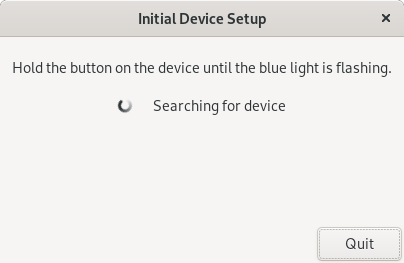 Initial Device Setup
Hold the button on the device until the blue light is flashing.
Searching for device
Quit